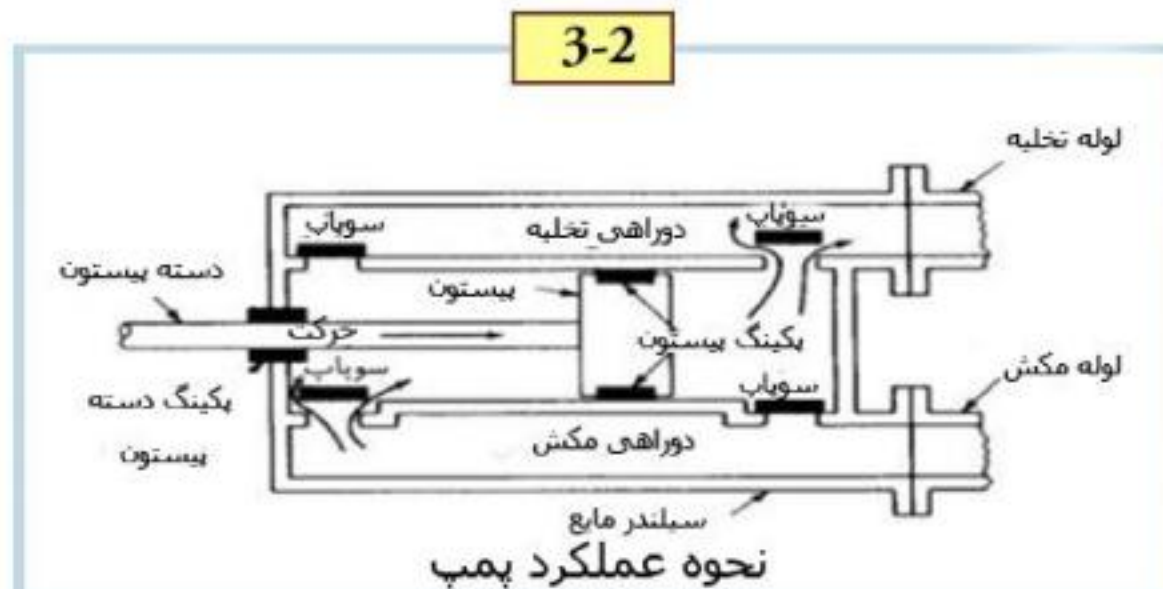 3-2
لوله تخلیه
سوپاپ
دوراهی تخلیه
سوپاپ
دسته پیستون
پیستون
حرکت
پکینگ پیستون
لوله مکش
سوپاپ
سوپاپ
پکینگ دسته
پیستون
دوراهی مکش
سیلندر مایع
نحوه عملکرد پمپ